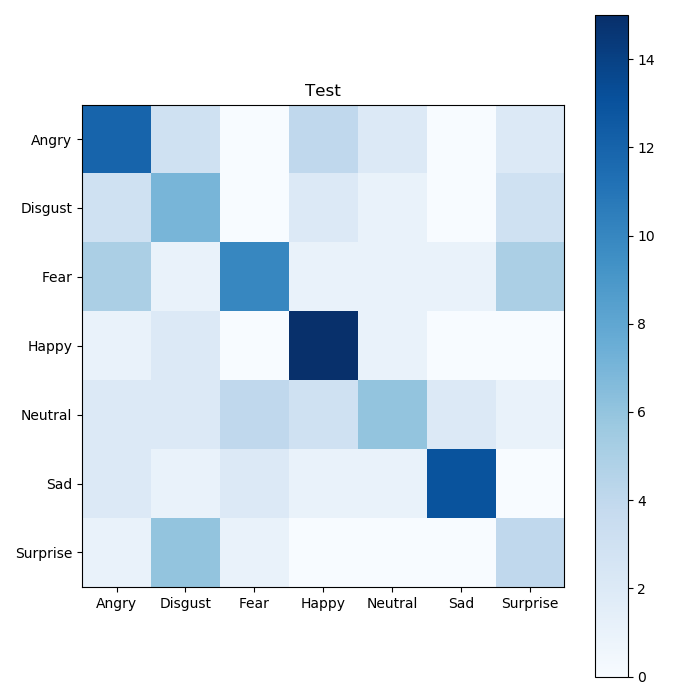 Test
Angry
Disgust
Fear
Happy
Neutral
Sad
Surprise
Angry Disgust Fear Happy Neutral Sad Surprise
14
12
10
8
6
4
2
0